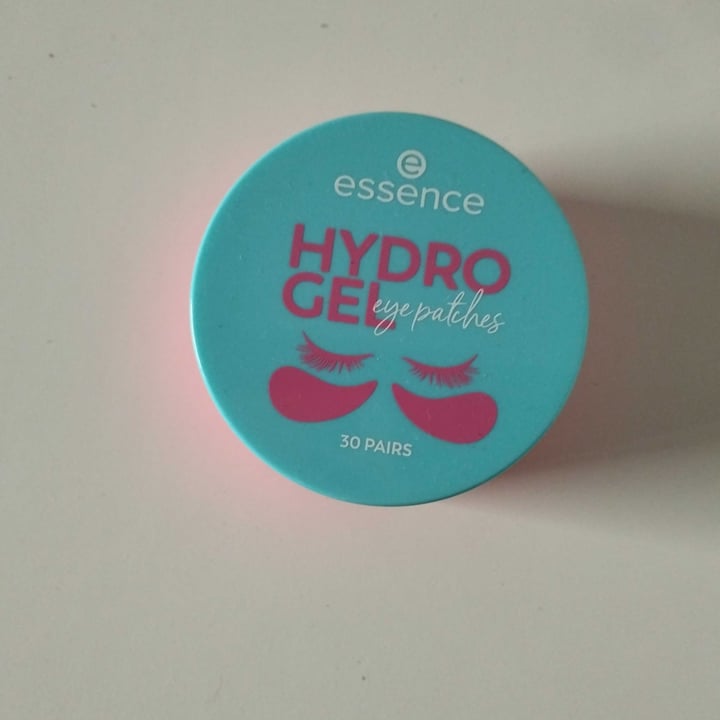 e
essence
HYDRO
GEL eye patches
30 PAIRS